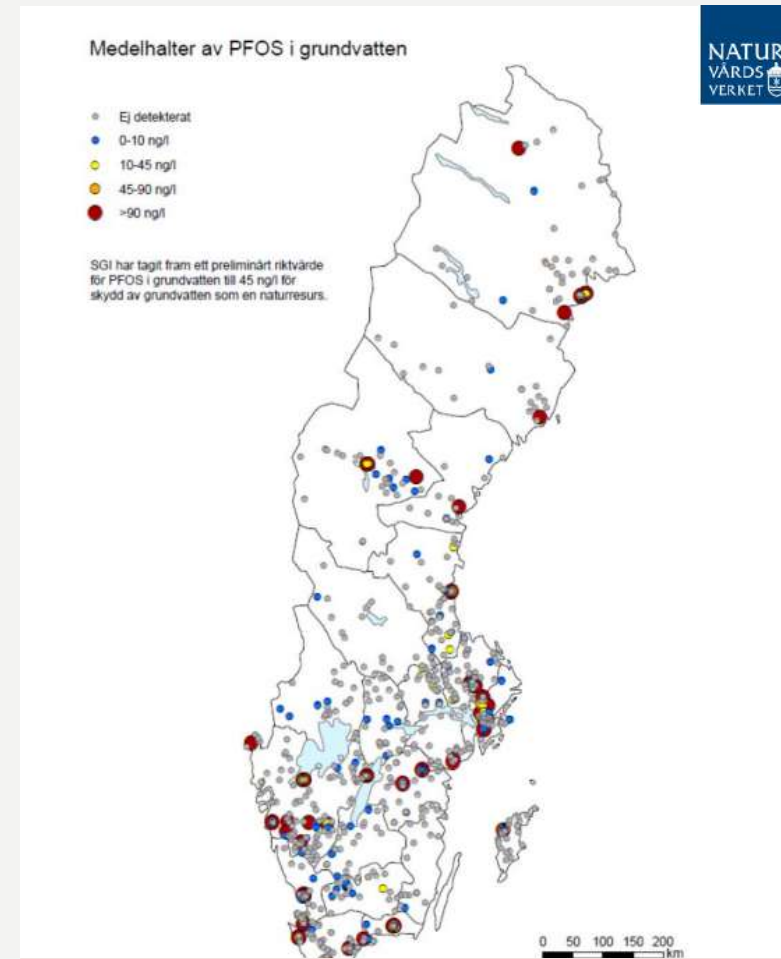 Medelhalter av PFOS i grundvatten
NATUR
VÅRDS
VERKET
Ej detekterat
0-10 ng/l
10-45 ng/l
45-90 ng/l
>90 ng/l
SGI har tagit fram ett preliminärt riktvärde
för PFOS i grundvatten till 45 ng/l för
skydd av grundvatten som en naturresurs.
0 50 100 150 200
km